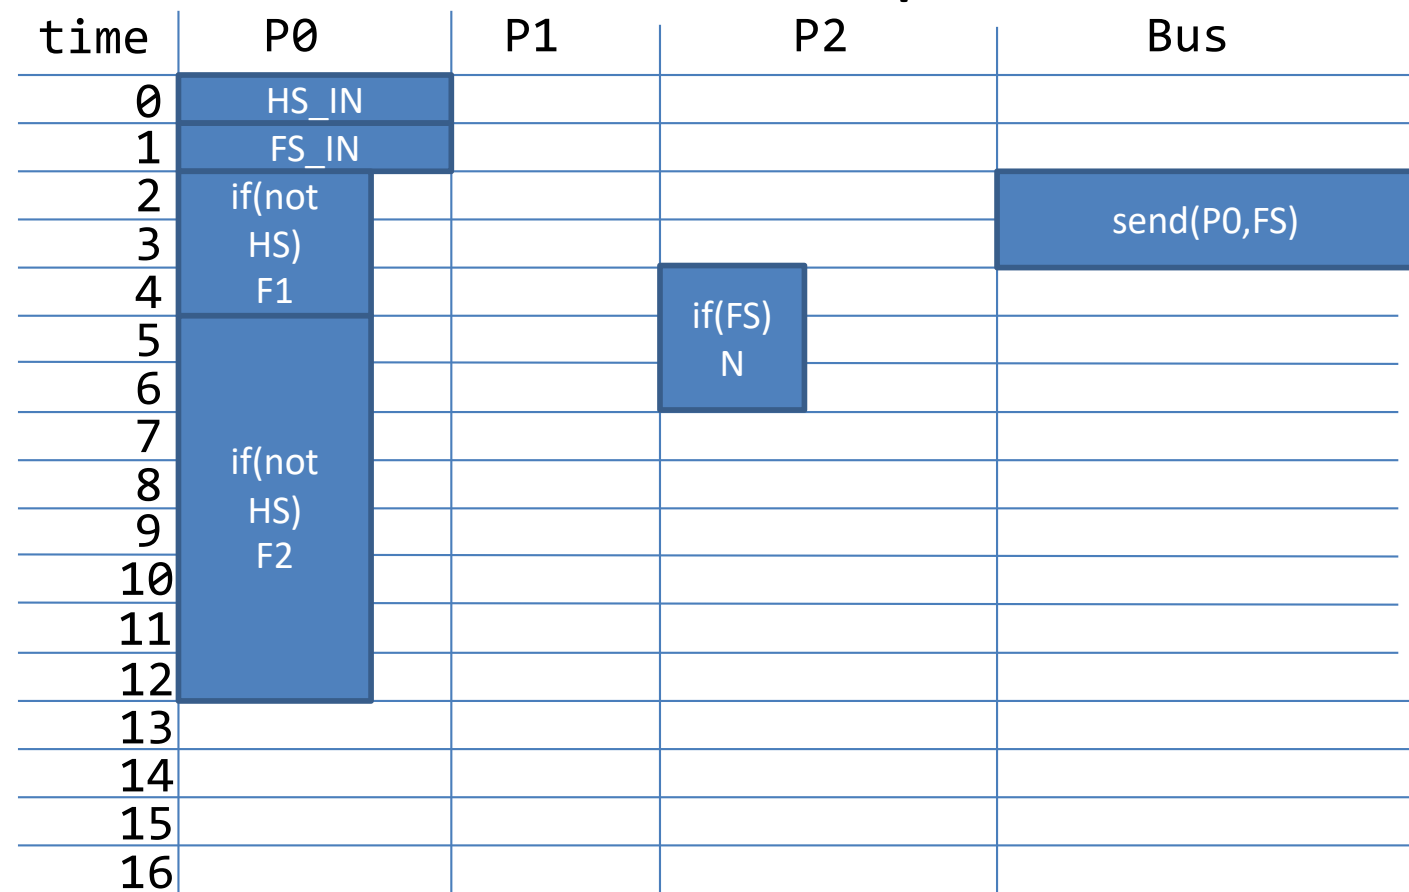 time P0 P1 P2 Bus
0 HS_IN
1 FS_IN
2 if(not
send(P0,FS)
3 HS)
4 F1
if(FS)
5
N
6
7
if(not
8
HS)
9
F2
10
11
12
13
14
15
16